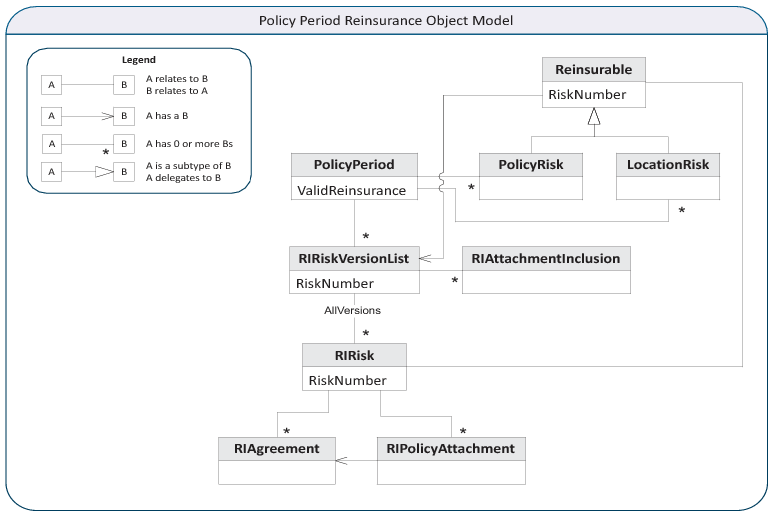 Policy Period Reinsurance Object Model
Legend
A B A relates to B
B relates to A
A B A has a B
A B A has 0 or more Bs
*
A B A is a subtype of B
A delegates to B
Reinsurable
RiskNumber
PolicyPeriod
ValidReinsurance
PolicyRisk
*
LocationRisk
*
*
RIRiskVersionList
RiskNumber
RIAttachmentInclusion
*
AllVersions
*
RIRisk
RiskNumber
* *
RIAgreement
RIPolicyAttachment